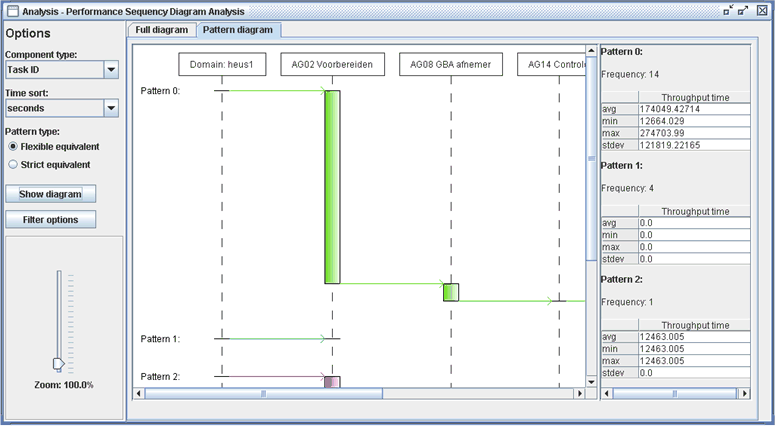 Analysis - Performance Sequency Diagram Analysis
Options
Component type:
Task ID
Time sort:
seconds
Pattern type:
Flexible equivalent
Strict equivalent
Show diagram
Filter options
Zoom: 100.0%
Full diagram
Pattern diagram
Domain: heus1
AG02 Voorbereiden
AG08 GBA afnemer
AG14 Controle
Pattern 0:
Pattern 1:
Pattern 2:
Pattern 0:
Frequency: 14
Throughput time
avg 174049.42714
min 12664.029
max 274703.99
stdev 121819.22165
Pattern 1:
Frequency: 4
Throughput time
avg 0.0
min 0.0
max 0.0
stdev 0.0
Pattern 2:
Frequency: 1
Throughput time
avg 12463.005
min 12463.005
max 12463.005
stdev 0.0